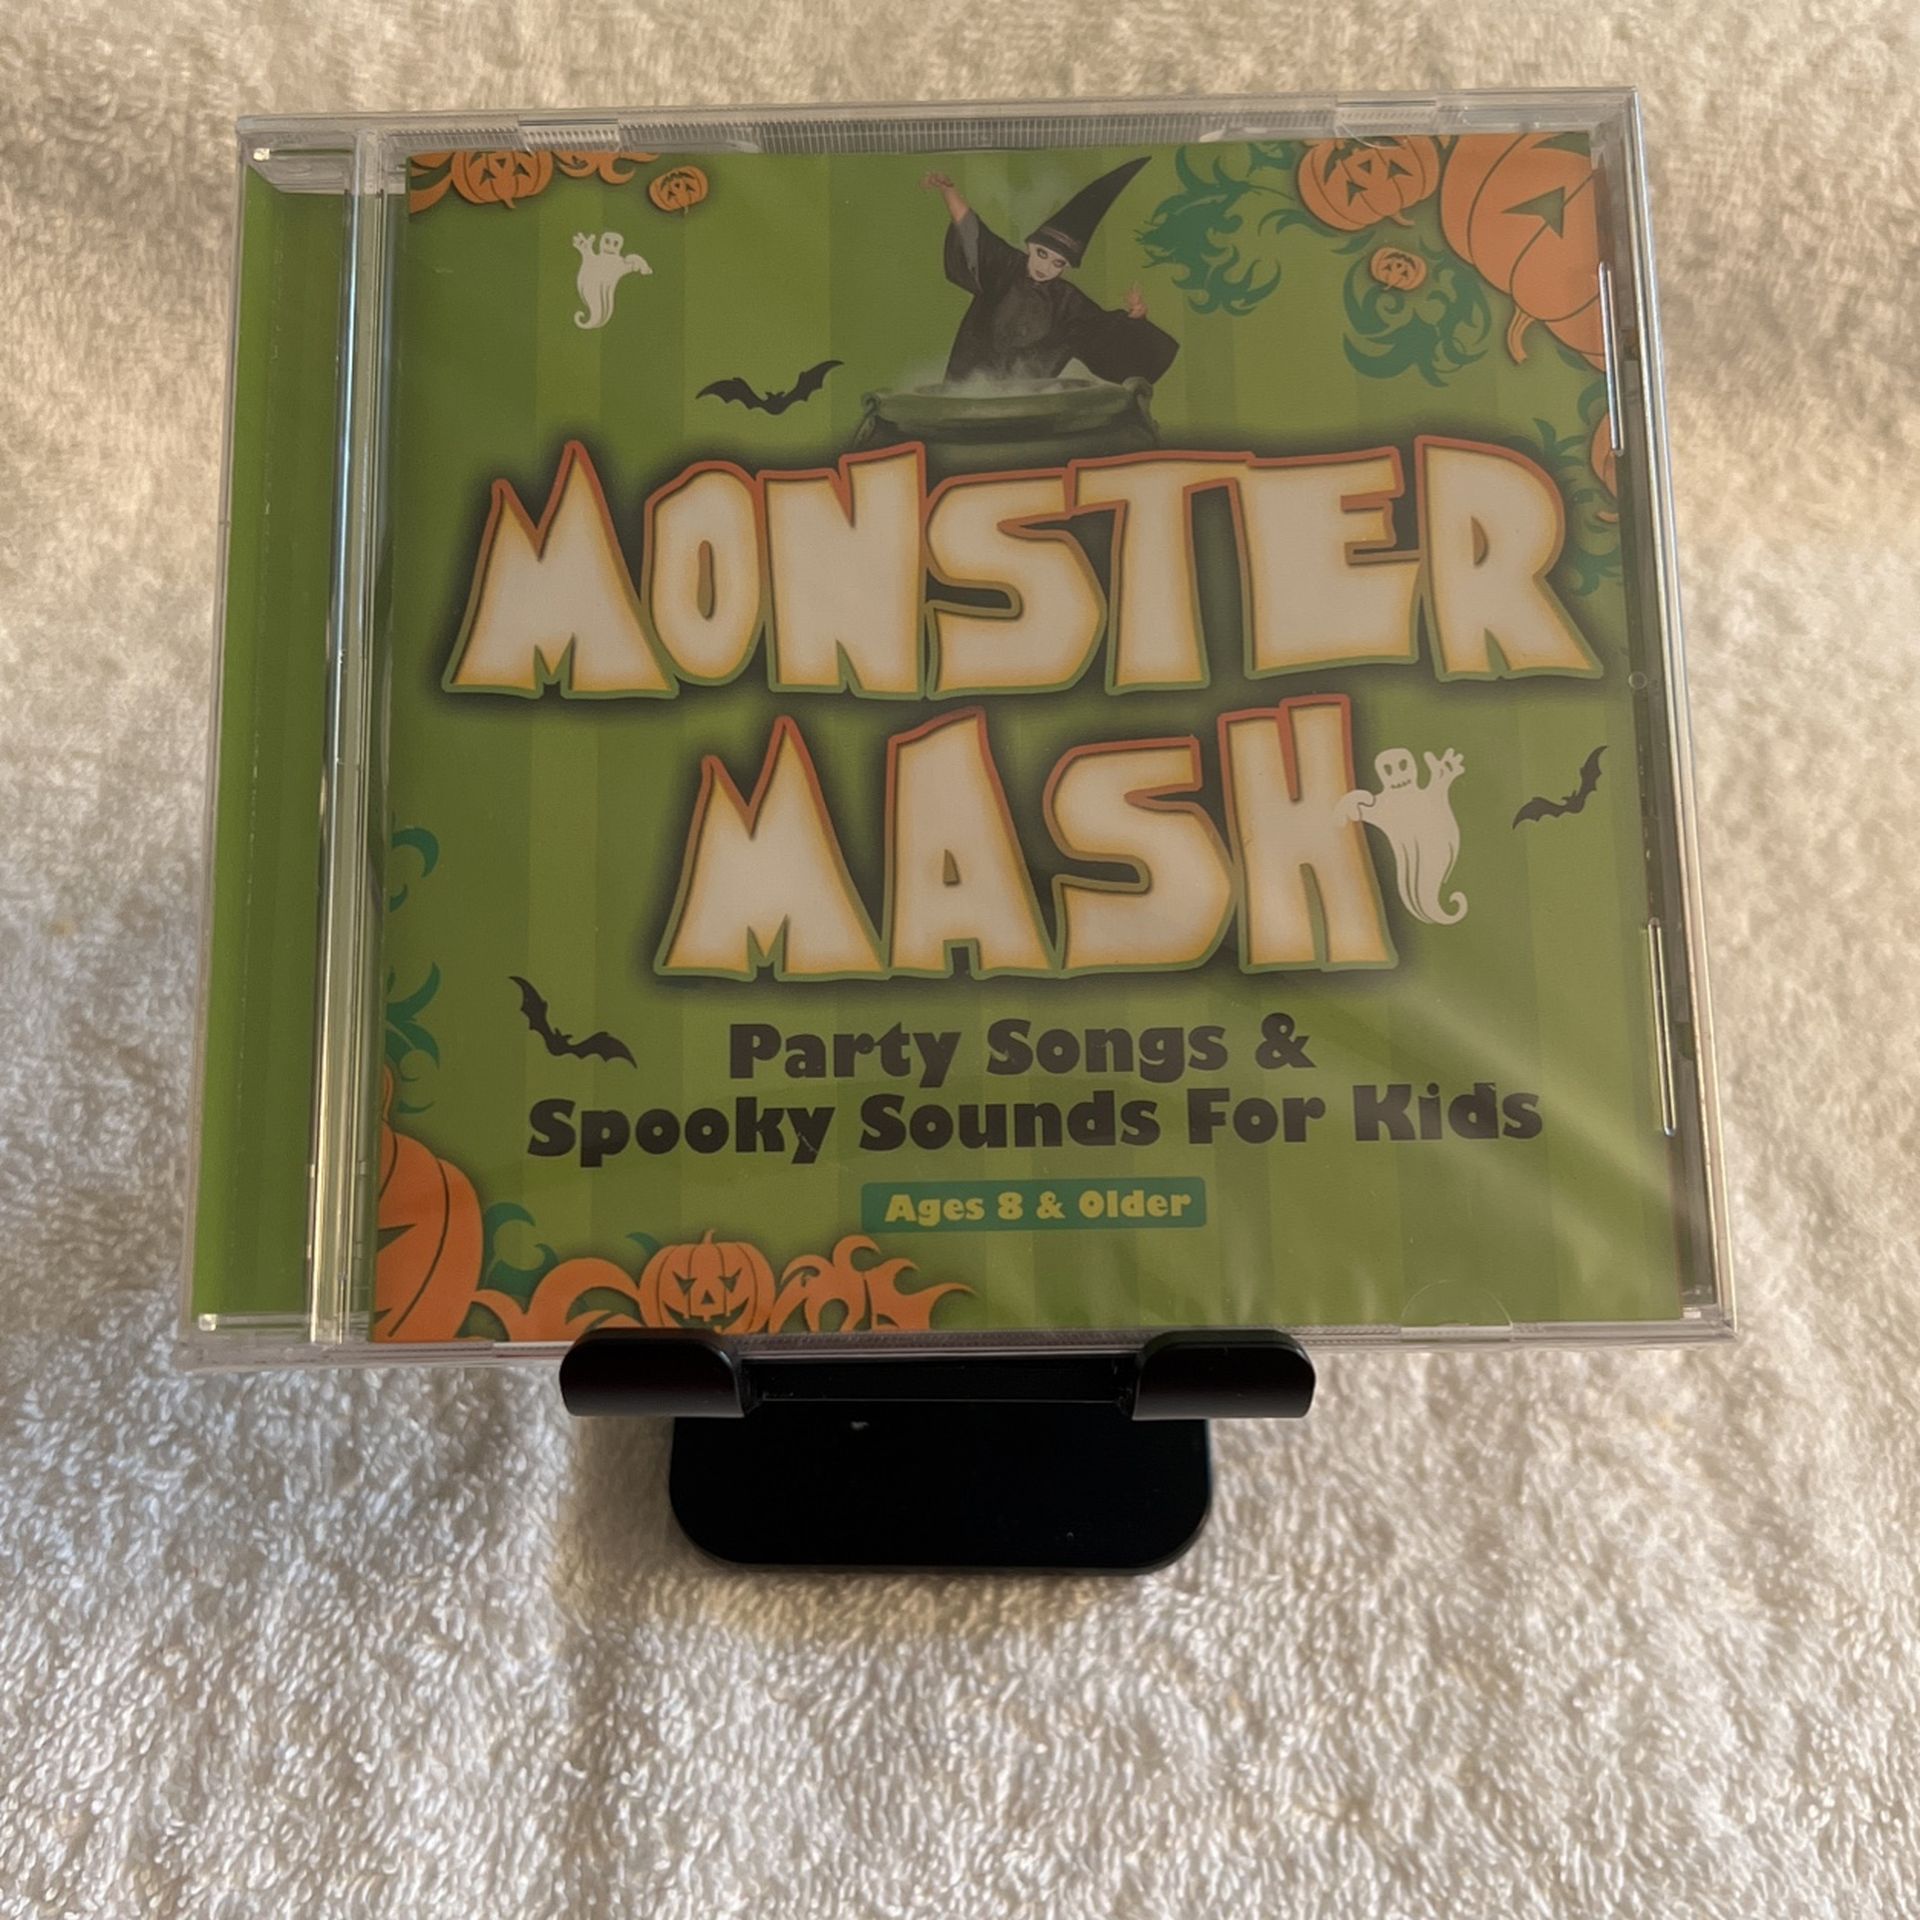 MONSTER
MASH
Party Songs &
Spooky Sounds For Kids
Ages 8 & Older